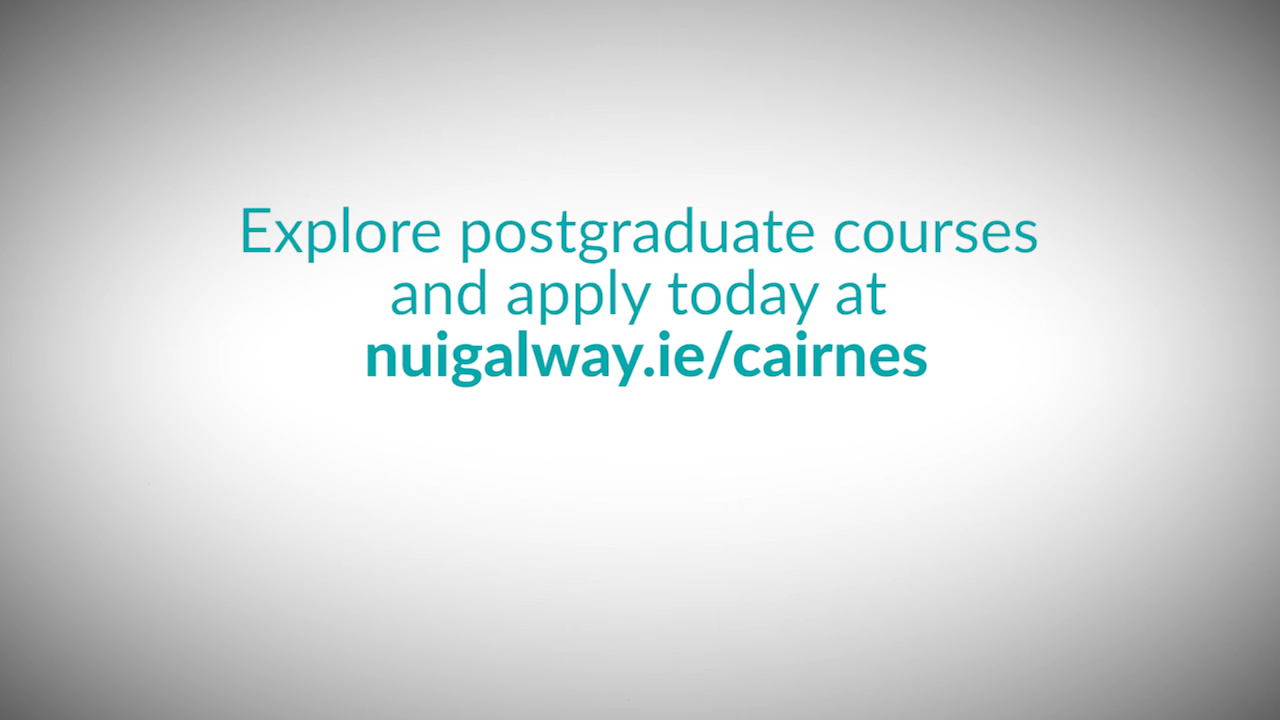 Explore postgraduate courses
and apply today at
nuigalway.ie/cairnes